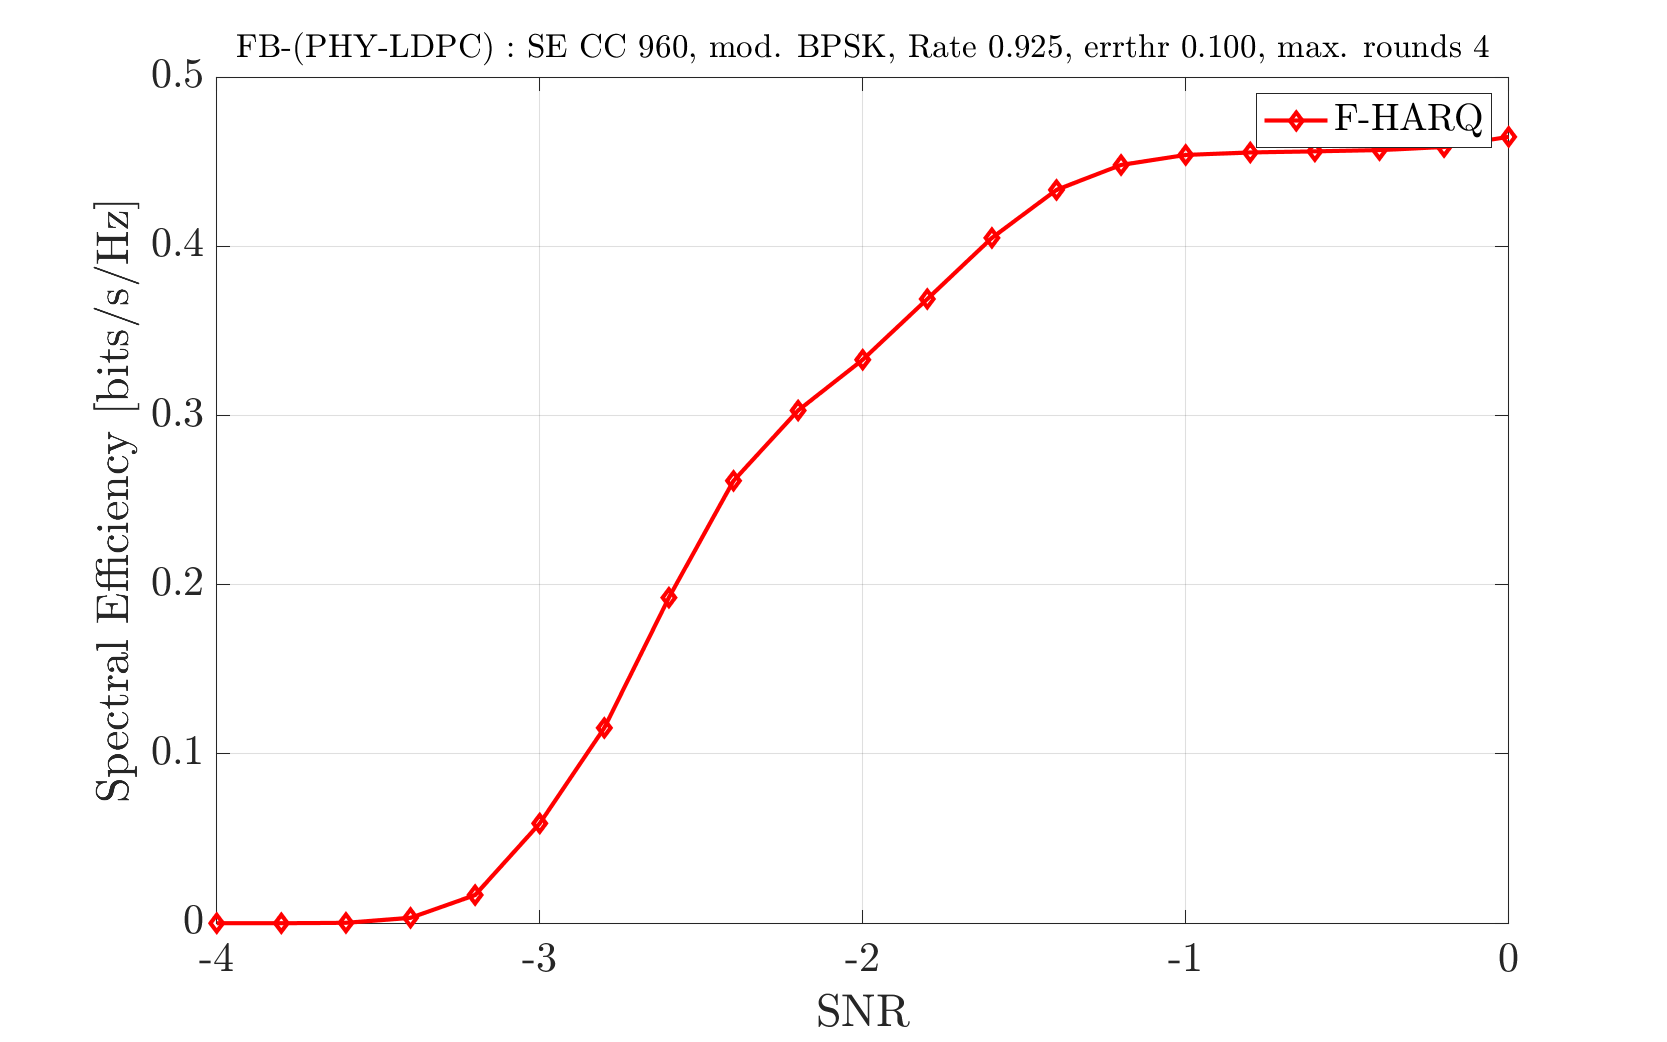 FB-(PHY-LDPC) : SE CC 960, mod. BPSK, Rate 0.925, errthr 0.100, max. rounds 4
F-HARQ
0.5
0.4
0.3
0.2
0.1
0
Spectral Efficiency [bits/s/Hz]
-4 -3 -2 -1 0
SNR